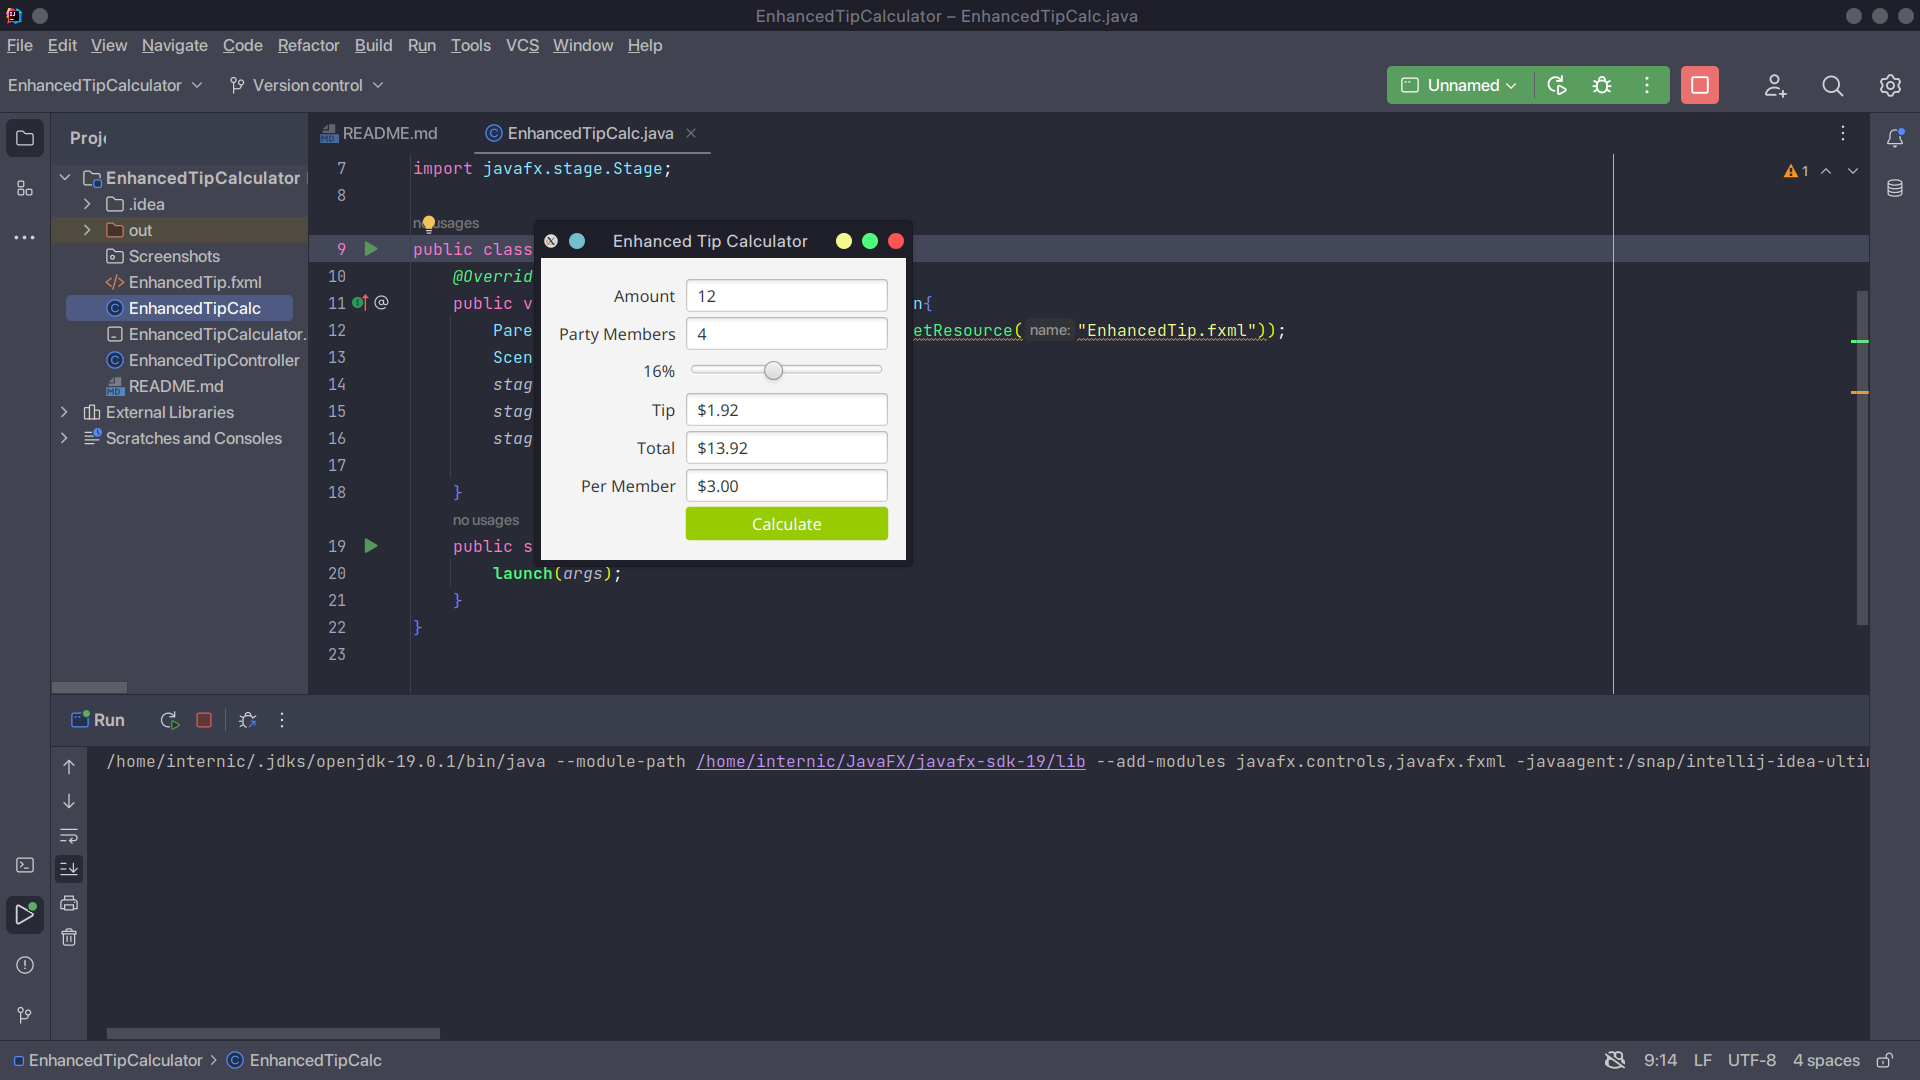 EnhancedTipCalculator – EnhancedTipCalc.java
File Edit View Navigate Code Refactor Build Run Tools VCS Window Help
EnhancedTipCalculator Version control Unnamed
README.md EnhancedTipCalc.java
EnhancedTipCalculator
.idea
out
Screenshots
EnhancedTip.fxml
EnhancedTipCalc
EnhancedTipCalculator.
EnhancedTipController
README.md
External Libraries
Scratches and Consoles
7 import javafx.stage.Stage;
8
no usages
9 public class
10 @Overrid
11 public v n{
12 Pare etResource( name: "EnhancedTip.fxml"));
13 Scen
14 stag
15 stag
16 stag
17
18 }
no usages
19 public s
20 launch(args);
21 }
22 }
23
1
Enhanced Tip Calculator
Amount 12
Party Members 4
16%
Tip $1.92
Total $13.92
Per Member $3.00
Calculate
Run
/home/internic/.jdks/openjdk-19.0.1/bin/java --module-path /home/internic/JavaFX/javafx-sdk-19/lib --add-modules javafx.controls,javafx.fxml -javaagent:/snap/intellij-idea-ulti
EnhancedTipCalculator > EnhancedTipCalc
9:14 LF UTF-8 4 spaces